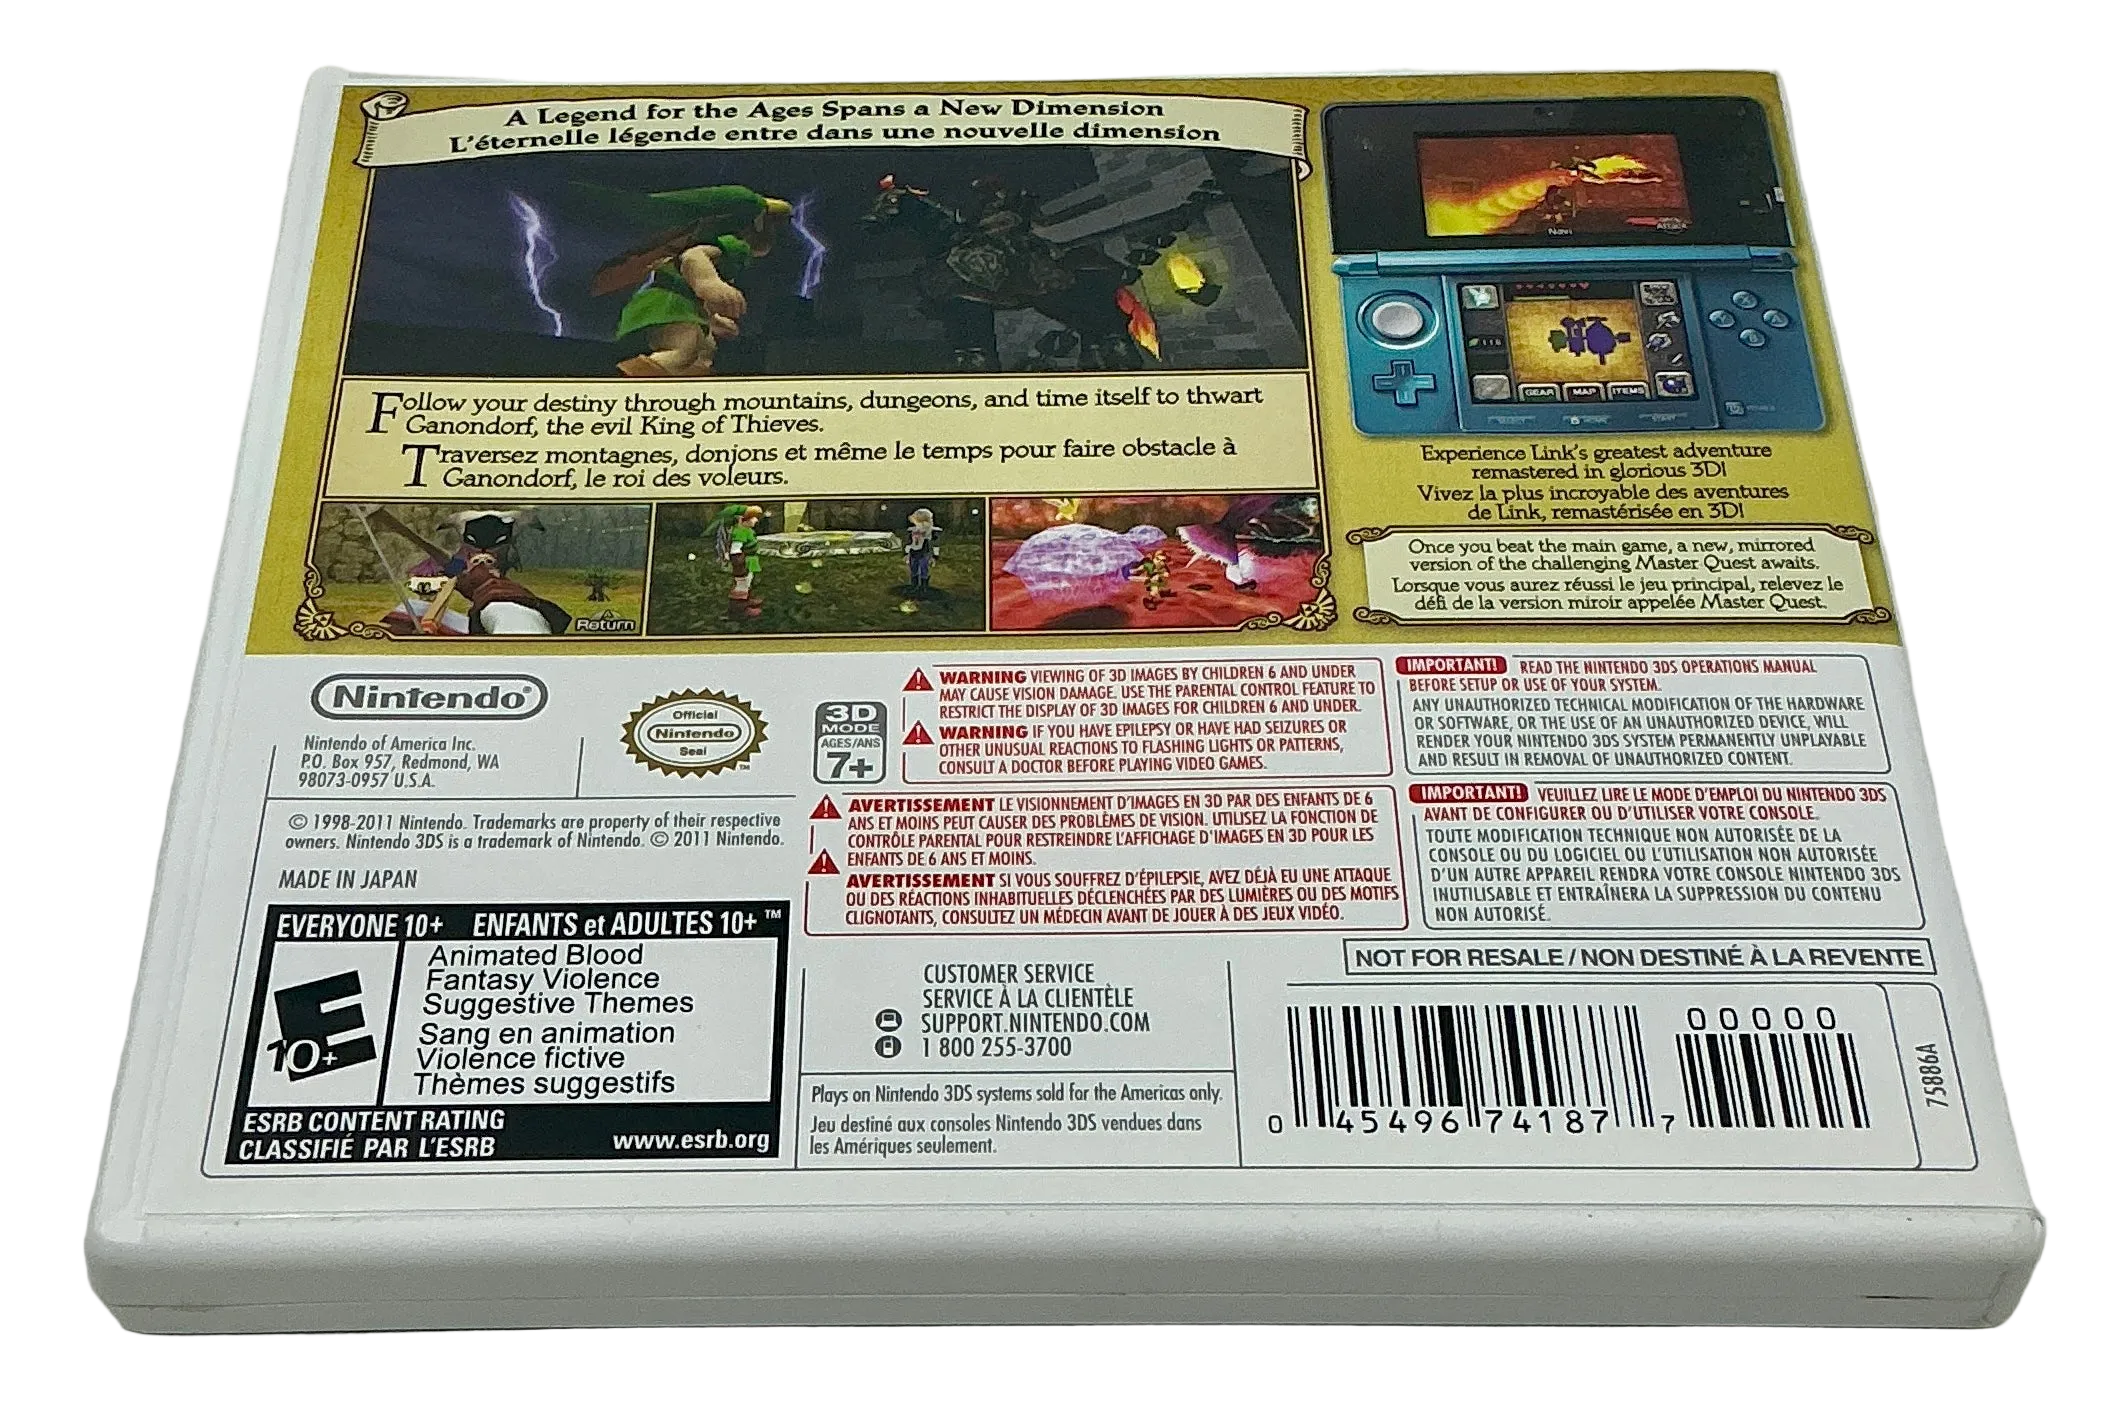 A Legend for the Ages Spans a New Dimension
L'éternelle légende entre dans une nouvelle dimension
Follow your destiny through mountains, dungeons, and time itself to thwart
Ganondorf, the evil King of Thieves.
Traversez montagnes, donjons et même le temps pour faire obstacle à
Ganondorf, le roi des voleurs.
Return
Navi
Attack
GEAR MAP ITEMS
SELECT HOME START
Experience Link's greatest adventure
remastered in glorious 3D!
Vivez la plus incroyable des aventures
de Link, remastérisée en 3D!
Once you beat the main game, a new, mirrored
version of the challenging Master Quest awaits.
Lorsque vous aurez réussi le jeu principal, relevez le
défi de la version miroir appelée Master Quest.
Nintendo®
Nintendo of America Inc.
P.O. Box 957, Redmond, WA
98073-0957 U.S.A.
Official
Nintendo
Seal
TM
© 1998-2011 Nintendo. Trademarks are property of their respective
owners. Nintendo 3DS is a trademark of Nintendo. © 2011 Nintendo.
MADE IN JAPAN
3D
MODE
AGES/ANS
7+
WARNING VIEWING OF 3D IMAGES BY CHILDREN 6 AND UNDER
MAY CAUSE VISION DAMAGE. USE THE PARENTAL CONTROL FEATURE TO
RESTRICT THE DISPLAY OF 3D IMAGES FOR CHILDREN 6 AND UNDER.
WARNING IF YOU HAVE EPILEPSY OR HAVE HAD SEIZURES OR
OTHER UNUSUAL REACTIONS TO FLASHING LIGHTS OR PATTERNS,
CONSULT A DOCTOR BEFORE PLAYING VIDEO GAMES.
AVERTISSEMENT LE VISIONNEMENT D'IMAGES EN 3D PAR DES ENFANTS DE 6
ANS ET MOINS PEUT CAUSER DES PROBLÈMES DE VISION. UTILISEZ LA FONCTION DE
CONTRÔLE PARENTAL POUR RESTREINDRE L'AFFICHAGE D'IMAGES EN 3D POUR LES
ENFANTS DE 6 ANS ET MOINS.
AVERTISSEMENT SI VOUS SOUFFREZ D'ÉPILEPSIE, AVEZ DÉJÀ EU UNE ATTAQUE
OU DES RÉACTIONS INHABITUELLES DÉCLENCHÉES PAR DES LUMIÈRES OU DES MOTIFS
CLIGNOTANTS, CONSULTEZ UN MÉDECIN AVANT DE JOUER À DES JEUX VIDÉO.
IMPORTANT! READ THE NINTENDO 3DS OPERATIONS MANUAL
BEFORE SETUP OR USE OF YOUR SYSTEM.
ANY UNAUTHORIZED TECHNICAL MODIFICATION OF THE HARDWARE
OR SOFTWARE, OR THE USE OF AN UNAUTHORIZED DEVICE, WILL
RENDER YOUR NINTENDO 3DS SYSTEM PERMANENTLY UNPLAYABLE
AND RESULT IN REMOVAL OF UNAUTHORIZED CONTENT.
IMPORTANT! VEUILLEZ LIRE LE MODE D'EMPLOI DU NINTENDO 3DS
AVANT DE CONFIGURER OU D'UTILISER VOTRE CONSOLE.
TOUTE MODIFICATION TECHNIQUE NON AUTORISÉE DE LA
CONSOLE OU DU LOGICIEL OU L'UTILISATION NON AUTORISÉE
D'UN AUTRE APPAREIL RENDRA VOTRE CONSOLE NINTENDO 3DS
INUTILISABLE ET ENTRAÎNERA LA SUPPRESSION DU CONTENU
NON AUTORISÉ.
EVERYONE 10+ ENFANTS et ADULTES 10+ ™
E
10+
Animated Blood
Fantasy Violence
Suggestive Themes
Sang en animation
Violence fictive
Thèmes suggestifs
ESRB CONTENT RATING
CLASSIFIÉ PAR L'ESRB
www.esrb.org
CUSTOMER SERVICE
SERVICE À LA CLIENTÈLE
SUPPORT.NINTENDO.COM
1 800 255-3700
Plays on Nintendo 3DS systems sold for the Americas only.
Jeu destiné aux consoles Nintendo 3DS vendues dans
les Amériques seulement.
NOT FOR RESALE / NON DESTINÉ À LA REVENTE
00000
0 45496 74187 7
75886A